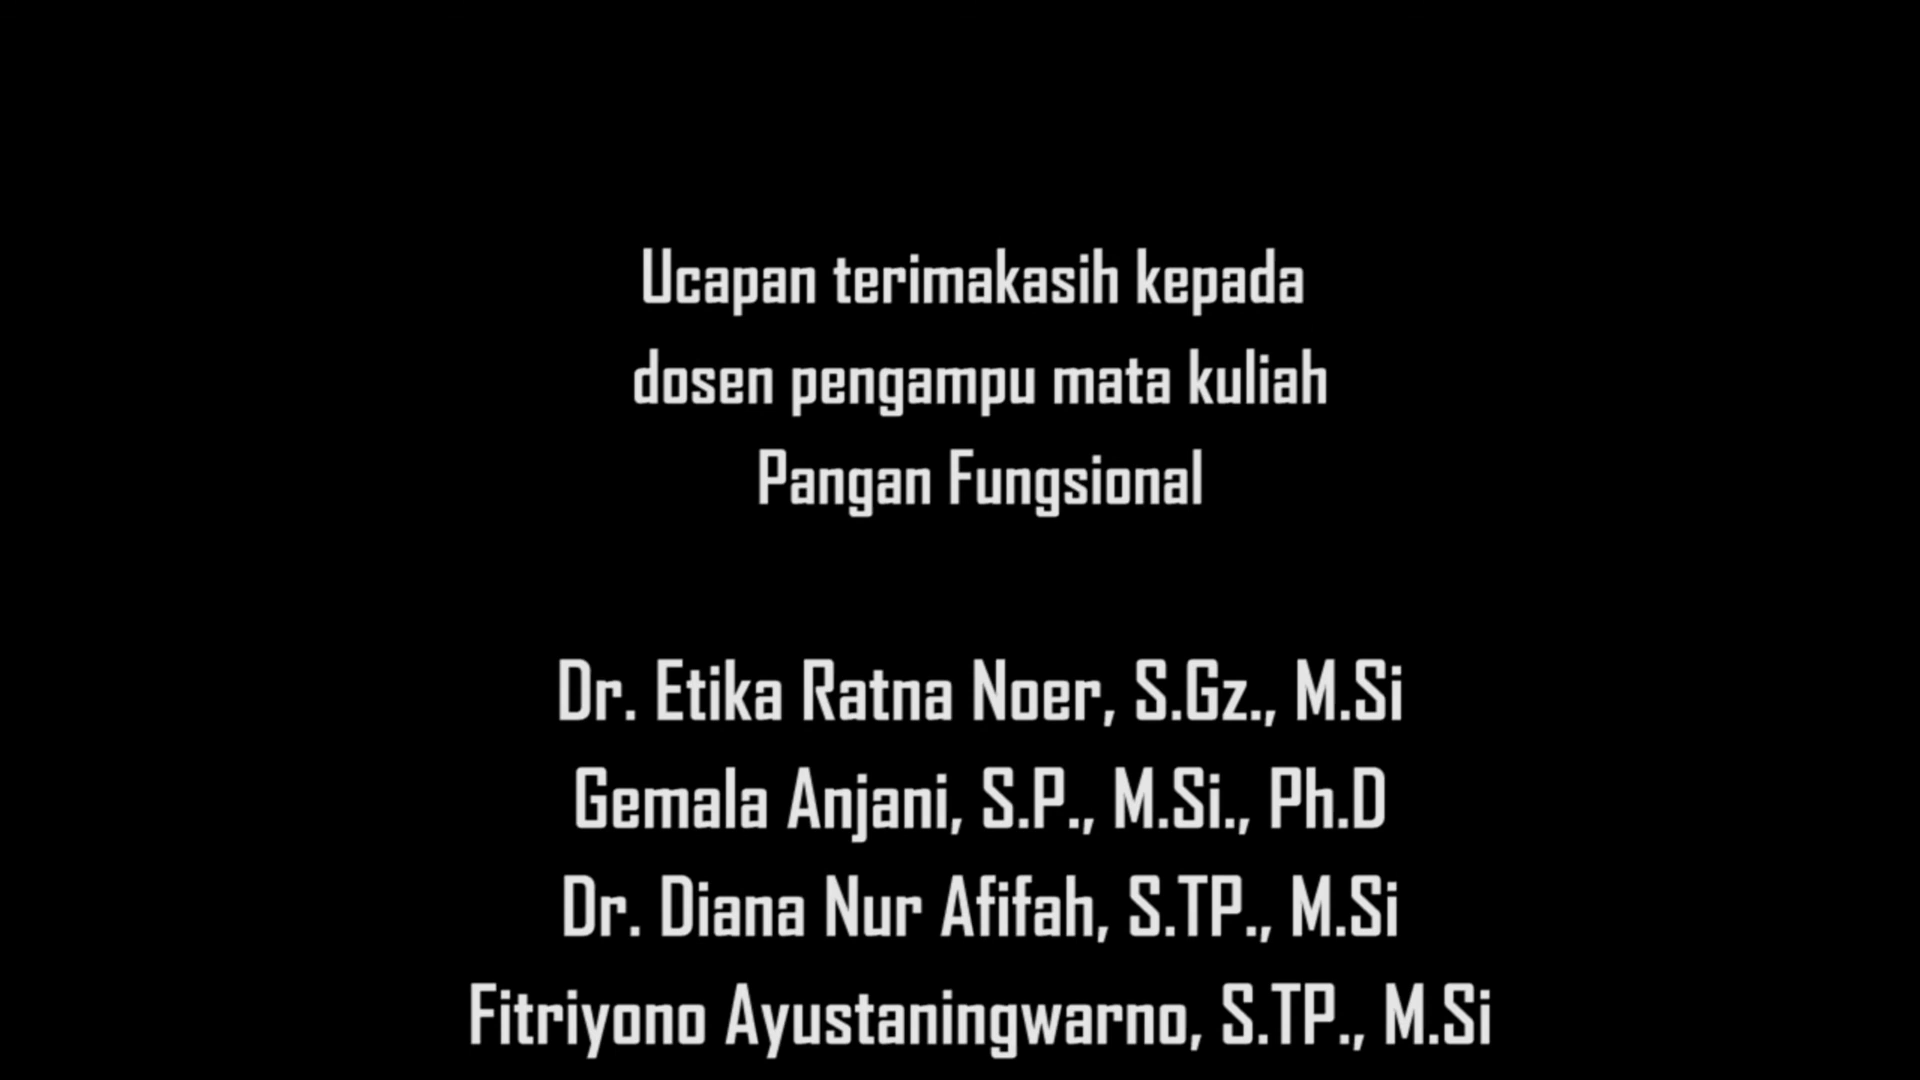 Ucapan terimakasih kepada
dosen pengampu mata kuliah
Pangan Fungsional
Dr. Etika Ratna Noer, S.Gz., M.Si
Gemala Anjani, S.P., M.Si., Ph.D
Dr. Diana Nur Afifah, S.TP., M.Si
Fitriyono Ayustaningwarno, S.TP., M.Si